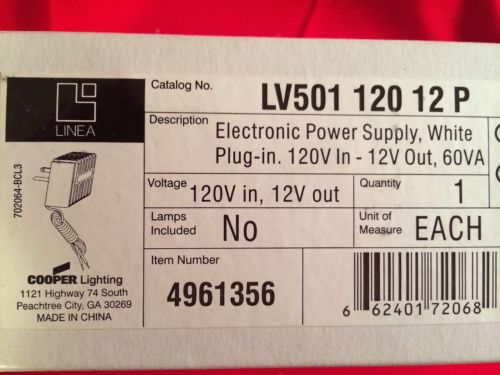 LINEA
702064-BCL3
COOPER Lighting
1121 Highway 74 South
Peachtree City, GA 30269
MADE IN CHINA
Catalog No.
LV501 120 12 P
Description
Electronic Power Supply, White
Plug-in. 120V In - 12V Out, 60VA
Voltage
120V in, 12V out
Quantity
1
Lamps
Included
No
Unit of
Measure
EACH
Item Number
4961356
6 62401 72068